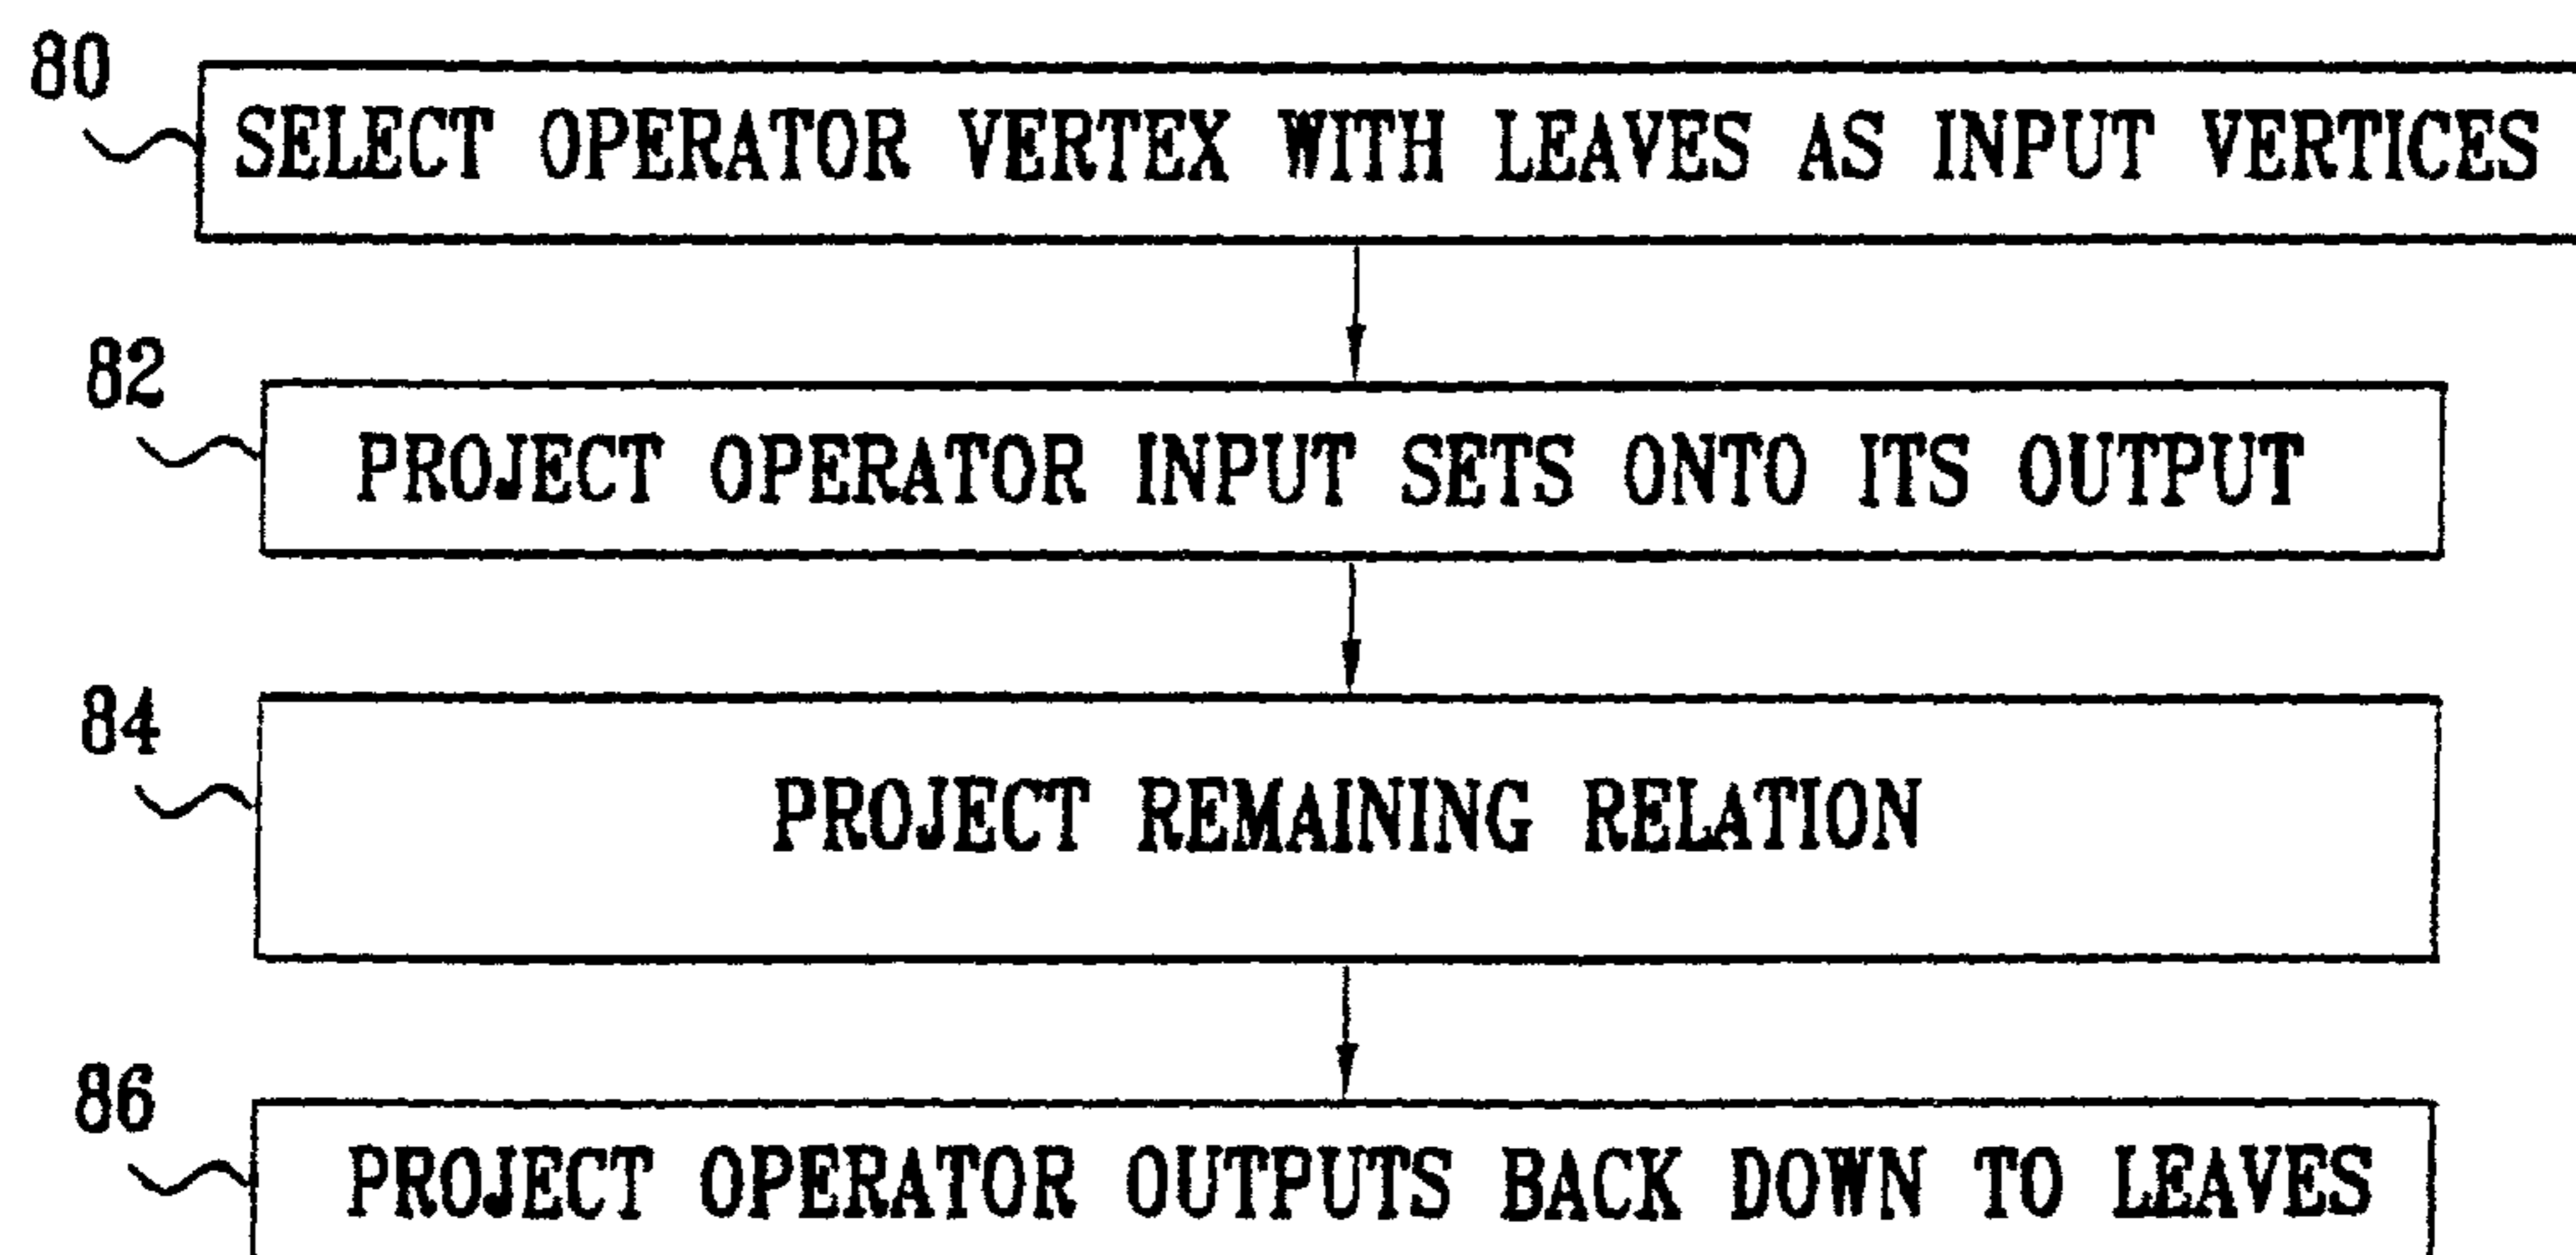 80
SELECT OPERATOR VERTEX WITH LEAVES AS INPUT VERTICES
82
PROJECT OPERATOR INPUT SETS ONTO ITS OUTPUT
84
PROJECT REMAINING RELATION
86
PROJECT OPERATOR OUTPUTS BACK DOWN TO LEAVES